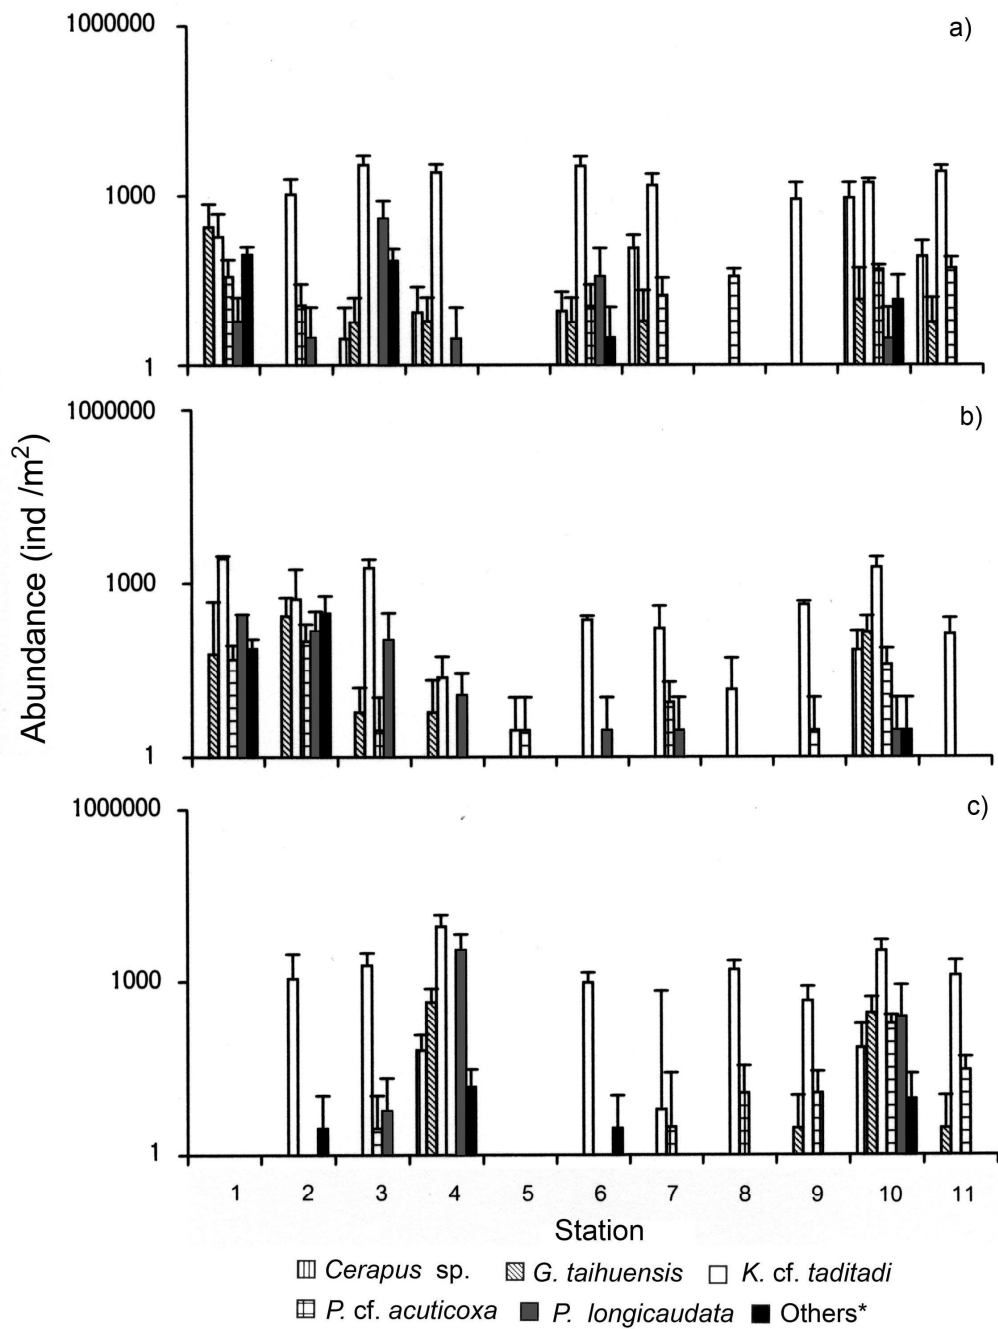 1000000
a)
1000
1
1000000
b)
1000
1
1000000
c)
1000
1
Abundance (ind /m²)
1 2 3 4 5 6 7 8 9 10 11
Station
Cerapus sp. G. taihuensis K. cf. taditadi
P. cf. acuticoxa P. longicaudata Others*